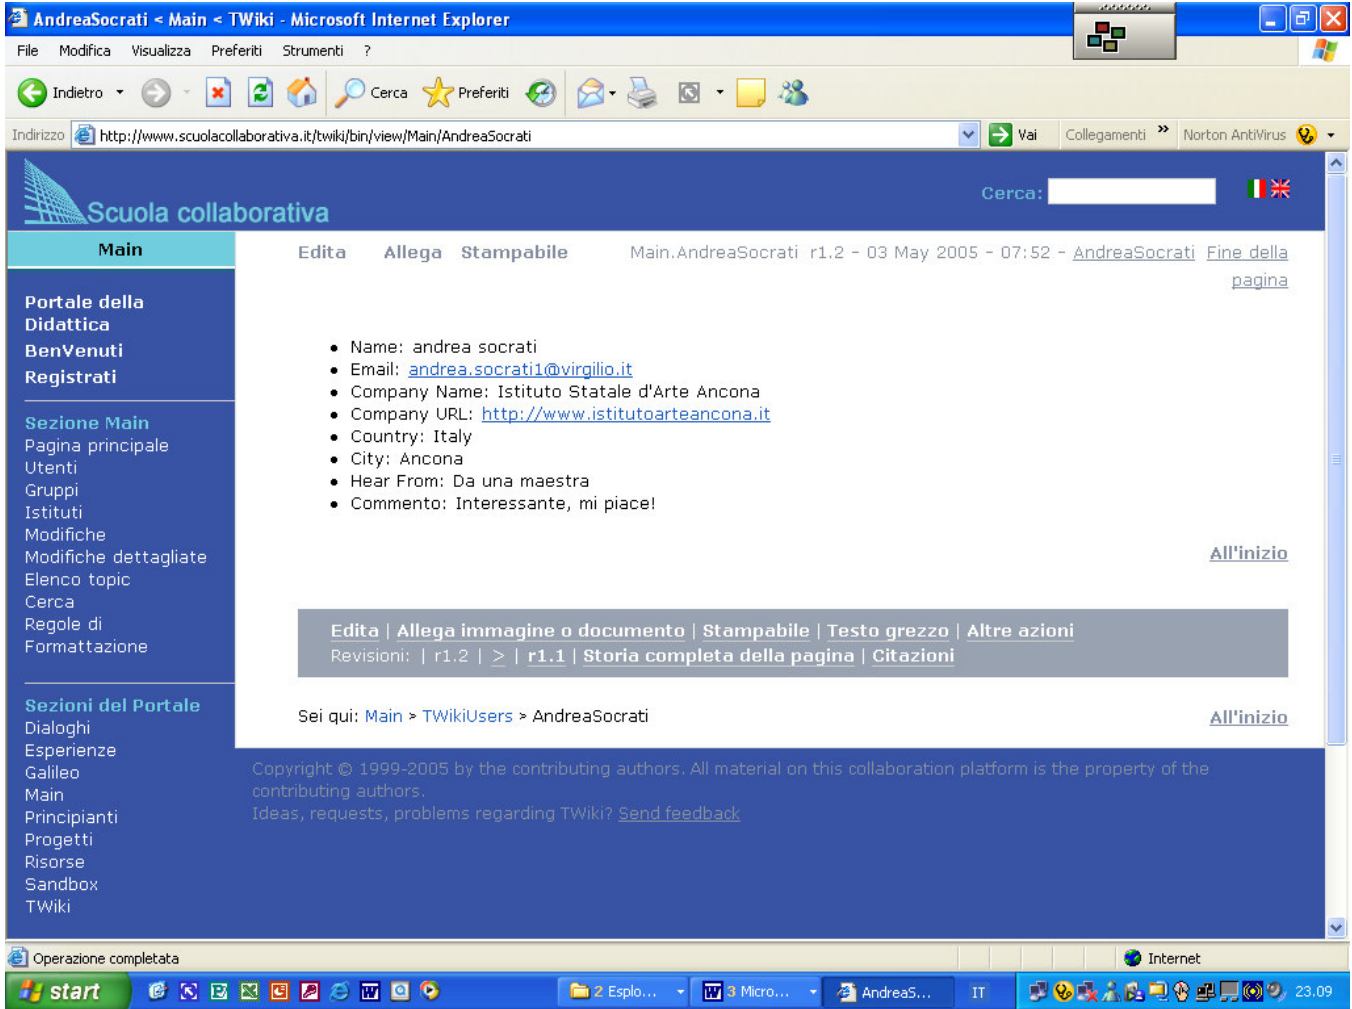 AndreaSocrati < Main < TWiki - Microsoft Internet Explorer
File Modifica Visualizza Preferiti Strumenti ?
Indietro Cerca Preferiti
Indirizzo http://www.scuolacollaborativa.it/twiki/bin/view/Main/AndreaSocrati Vai Collegamenti » Norton AntiVirus
Scuola collaborativa
Cerca:
Main
Edita Allega Stampabile Main.AndreaSocrati r1.2 - 03 May 2005 - 07:52 - AndreaSocrati Fine della
pagina
Portale della
Didattica
BenVenuti
Registrati
Sezione Main
Pagina principale
Utenti
Gruppi
Istituti
Modifiche
Modifiche dettagliate
Elenco topic
Cerca
Regole di
Formattazione
Sezioni del Portale
Dialoghi
Esperienze
Galileo
Main
Principianti
Progetti
Risorse
Sandbox
TWiki
• Name: andrea socrati
• Email: andrea.socrati1@virgilio.it
• Company Name: Istituto Statale d'Arte Ancona
• Company URL: http://www.istitutoarteancona.it
• Country: Italy
• City: Ancona
• Hear From: Da una maestra
• Commento: Interessante, mi piace!
All'inizio
Edita | Allega immagine o documento | Stampabile | Testo grezzo | Altre azioni
Revisioni: | r1.2 | > | r1.1 | Storia completa della pagina | Citazioni
Sei qui: Main > TWikiUsers > AndreaSocrati
All'inizio
Copyright © 1999-2005 by the contributing authors. All material on this collaboration platform is the property of the
contributing authors.
Ideas, requests, problems regarding TWiki? Send feedback
Operazione completata
Internet
start 2 Esplo... 3 Micro... AndreaS... IT 23.09